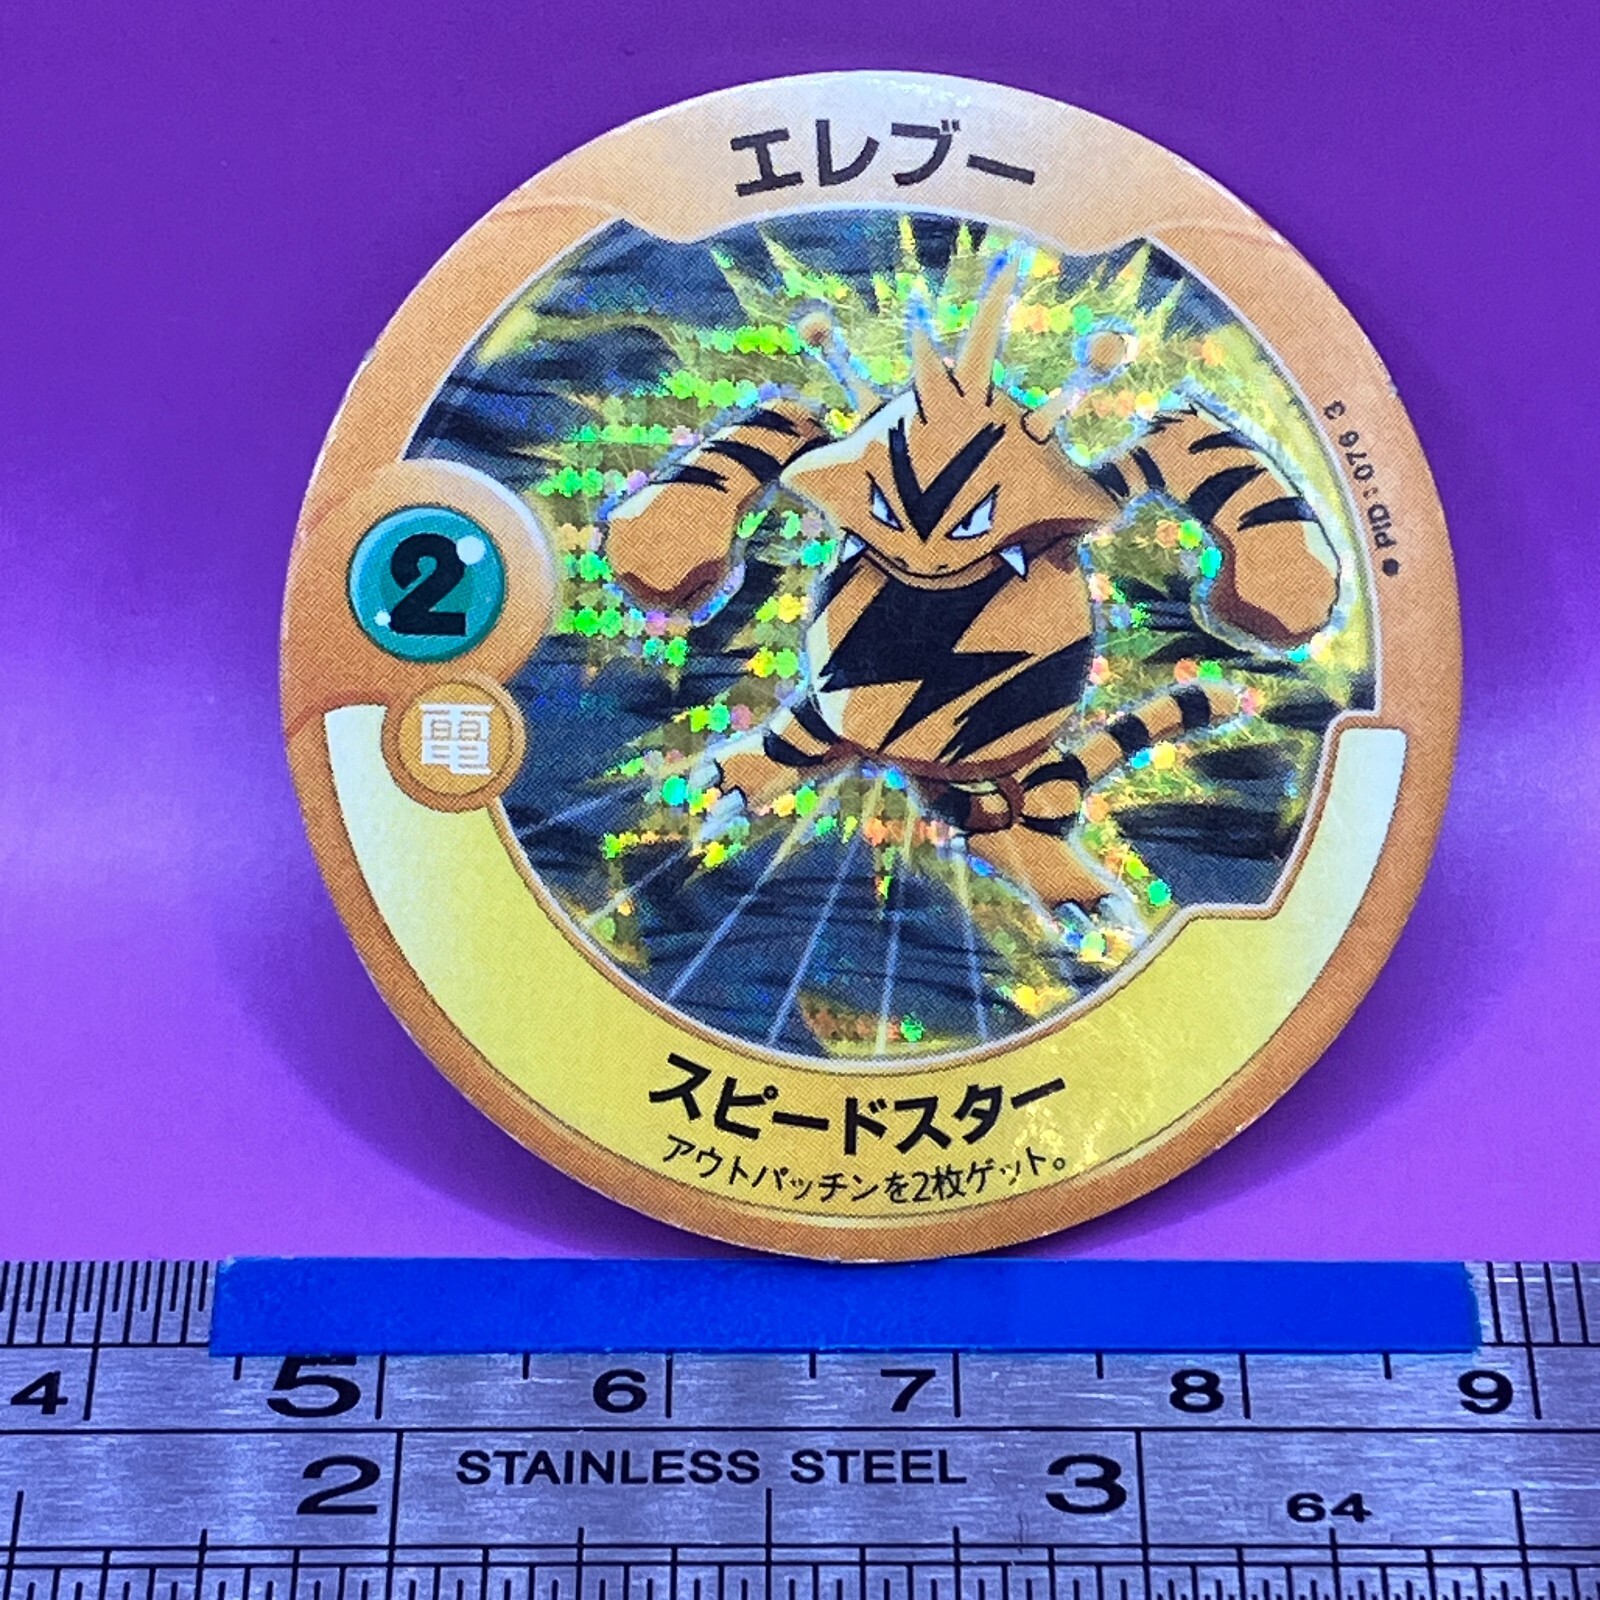 エレブー
PID:076 3
2
電
スピードスター
アウトパッチンを2枚ゲット。
4 5 6 7 8 9
2 STAINLESS STEEL 3 64